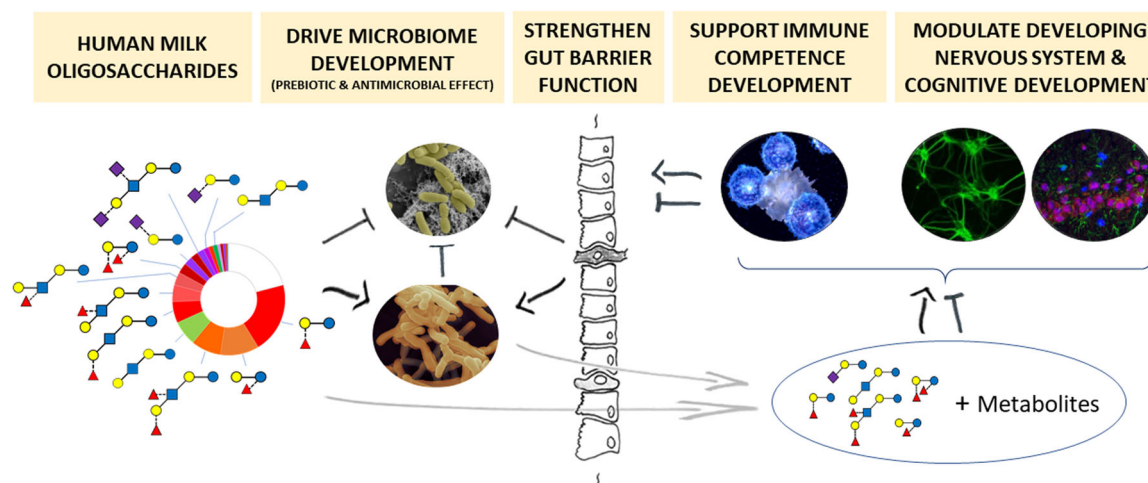 HUMAN MILK
OLIGOSACCHARIDES
DRIVE MICROBIOME
DEVELOPMENT
(PREBIOTIC & ANTIMICROBIAL EFFECT)
STRENGTHEN
GUT BARRIER
FUNCTION
SUPPORT IMMUNE
COMPETENCE
DEVELOPMENT
MODULATE DEVELOPING
NERVOUS SYSTEM &
COGNITIVE DEVELOPMENT
+ Metabolites